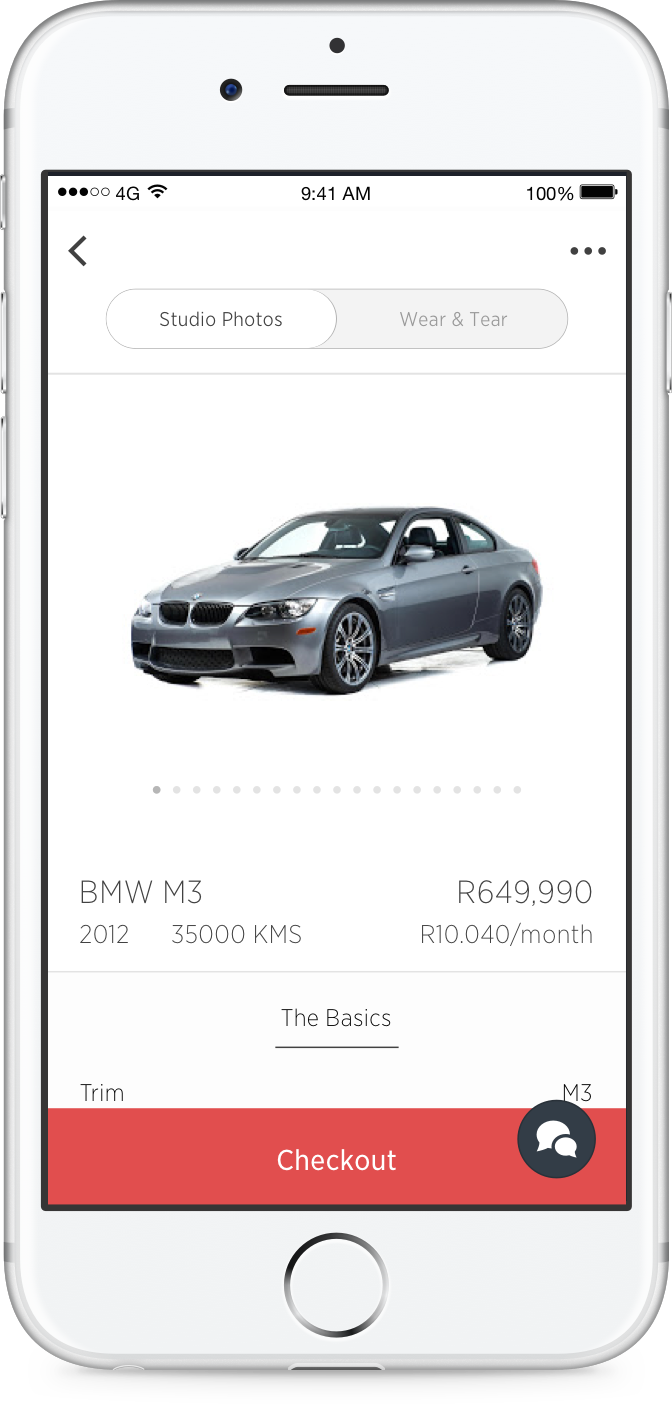 4G 9:41 AM 100%
Studio Photos Wear & Tear
BMW M3 R649,990
2012 35000 KMS R10.040/month
The Basics
Trim M3
Checkout